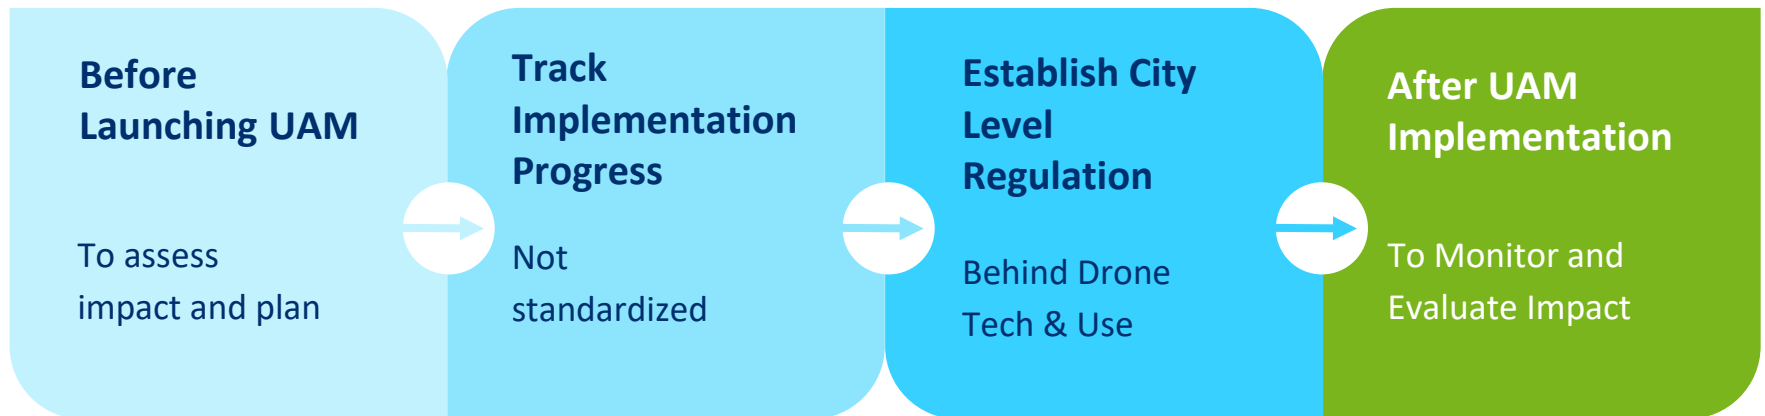 Before
Launching UAM
To assess
impact and plan
Track
Implementation
Progress
Not
standardized
Establish City
Level
Regulation
Behind Drone
Tech & Use
After UAM
Implementation
To Monitor and
Evaluate Impact